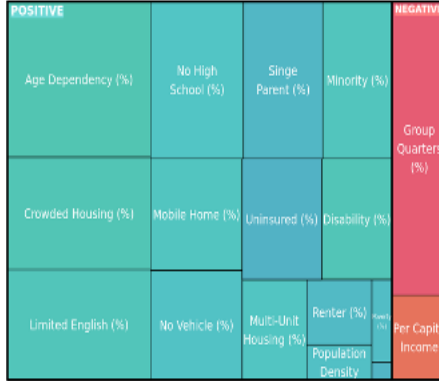 POSITIVE
NEGATIV
Age Dependency (%)
No High
School (%)
Singe
Parent (%)
Minority (%)
Group
Quarters
(%)
Crowded Housing (%)
Mobile Home (%)
Uninsured (%)
Disability (%)
Limited English (%)
No Vehicle (%)
Multi-Unit
Housing (%)
Renter (%)
Population
Density
Per Capit
Income